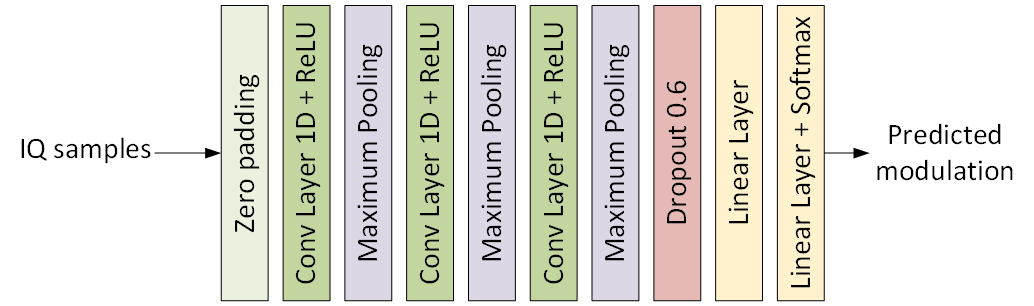 IQ samples
Zero padding
Conv Layer 1D + ReLU
Maximum Pooling
Conv Layer 1D + ReLU
Maximum Pooling
Conv Layer 1D + ReLU
Maximum Pooling
Dropout 0.6
Linear Layer
Linear Layer + Softmax
Predicted
modulation